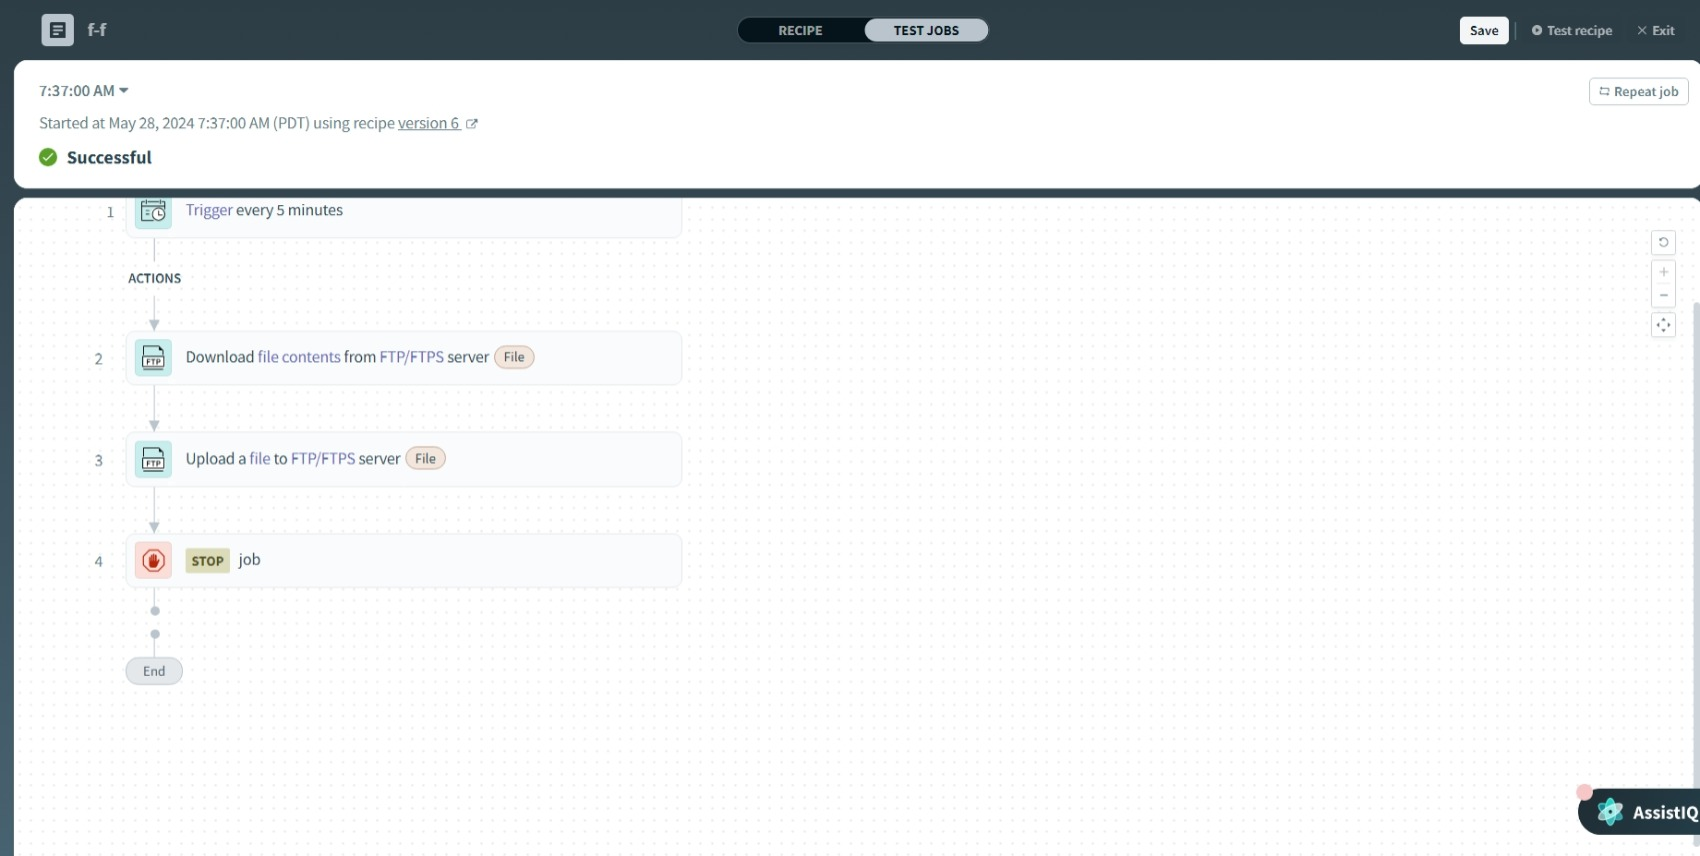 f-f
RECIPE
TEST JOBS
Save
Test recipe
Exit
7:37:00 AM
Repeat job
Started at May 28, 2024 7:37:00 AM (PDT) using recipe version 6
Successful
1 Trigger every 5 minutes
ACTIONS
2 FTP Download file contents from FTP/FTPS server File
3 FTP Upload a file to FTP/FTPS server File
4 STOP job
End
AssistIQ